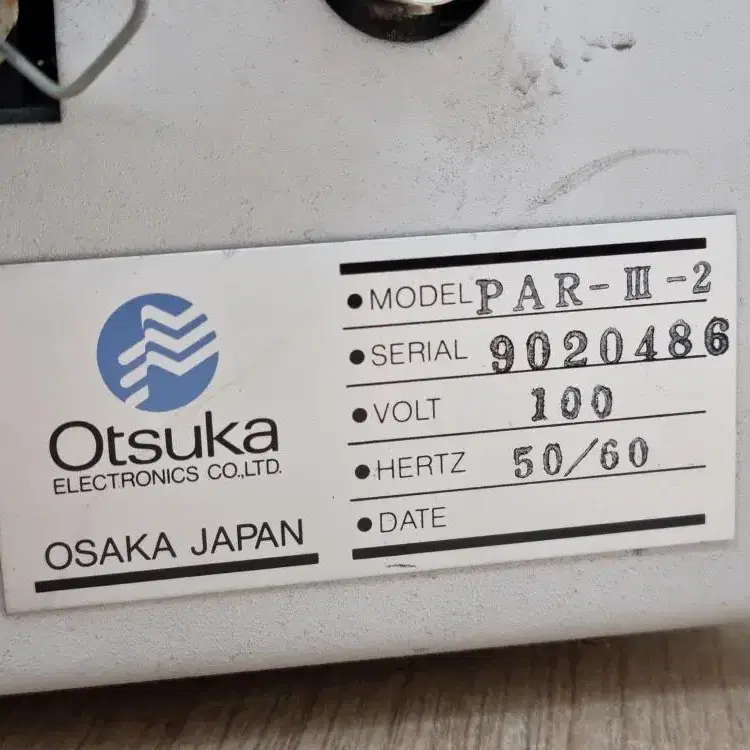 Otsuka
ELECTRONICS CO.,LTD.
OSAKA JAPAN
● MODEL PAR-III-2
● SERIAL 9020486
● VOLT 100
● HERTZ 50/60
● DATE